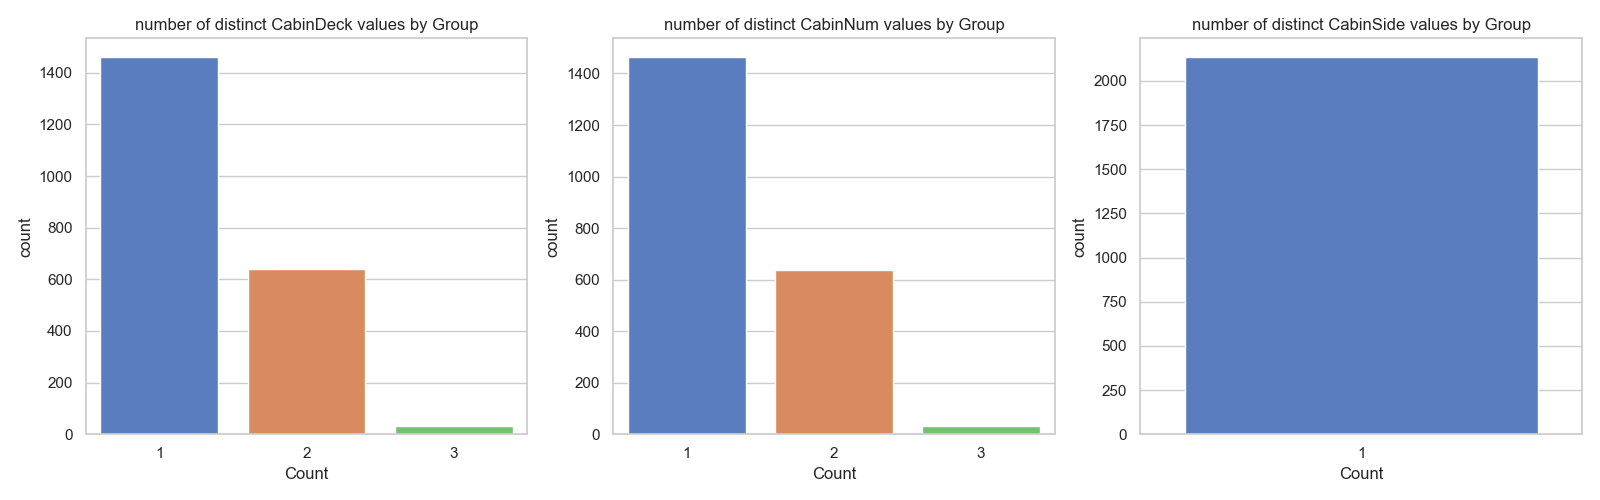 number of distinct CabinDeck values by Group
1400
1200
1000
800
600
400
200
0
count
1 2 3
Count
number of distinct CabinNum values by Group
1400
1200
1000
800
600
400
200
0
count
1 2 3
Count
number of distinct CabinSide values by Group
2000
1750
1500
1250
1000
750
500
250
0
count
1
Count